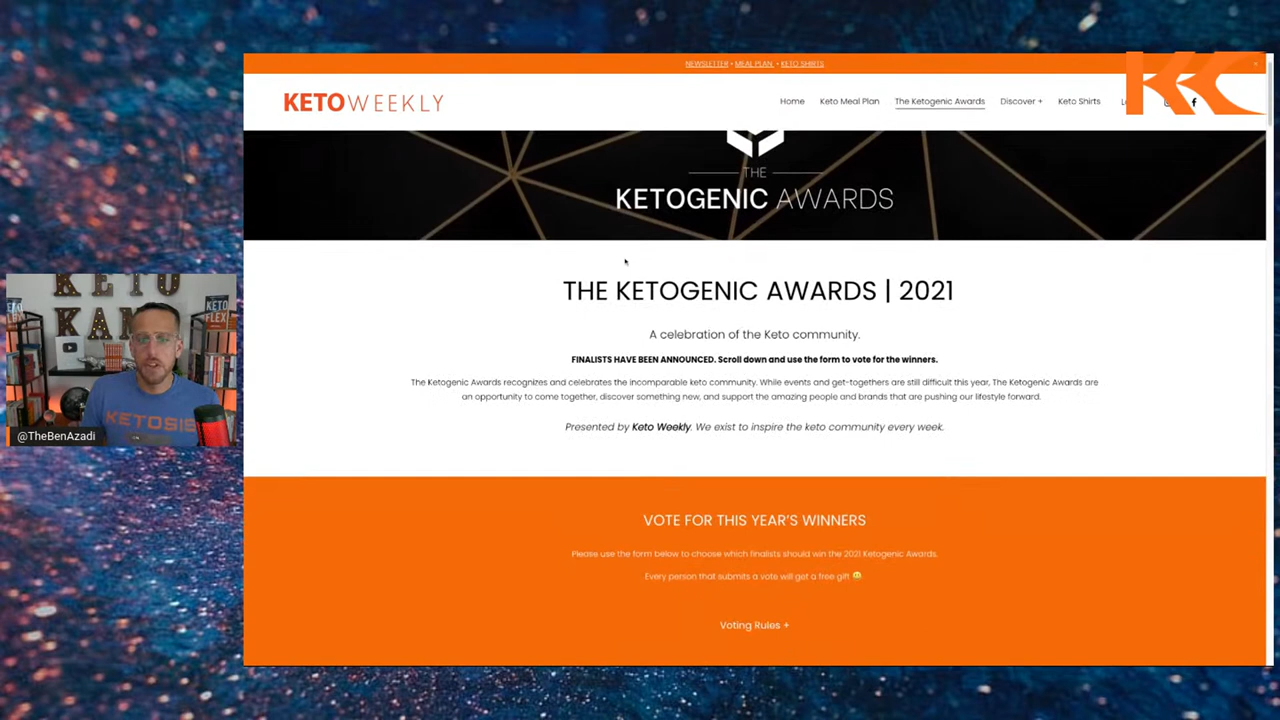 NEWSLETTER • MEAL PLAN • KETO SHIRTS
KKC
KETOWEEKLY
Home Keto Meal Plan The Ketogenic Awards Discover + Keto Shirts
THE
KETOGENIC AWARDS
THE KETOGENIC AWARDS | 2021
A celebration of the Keto community.
FINALISTS HAVE BEEN ANNOUNCED. Scroll down and use the form to vote for the winners.
The Ketogenic Awards recognizes and celebrates the incomparable keto community. While events and get-togethers are still difficult this year, The Ketogenic Awards are
an opportunity to come together, discover something new, and support the amazing people and brands that are pushing our lifestyle forward.
Presented by Keto Weekly. We exist to inspire the keto community every week.
VOTE FOR THIS YEAR'S WINNERS
Please use the form below to choose which finalists should win the 2021 Ketogenic Awards.
Every person that submits a vote will get a free gift 😀
Voting Rules +
KETO
KAM
KETO
FLEX
KETOSIS
@TheBenAzadi